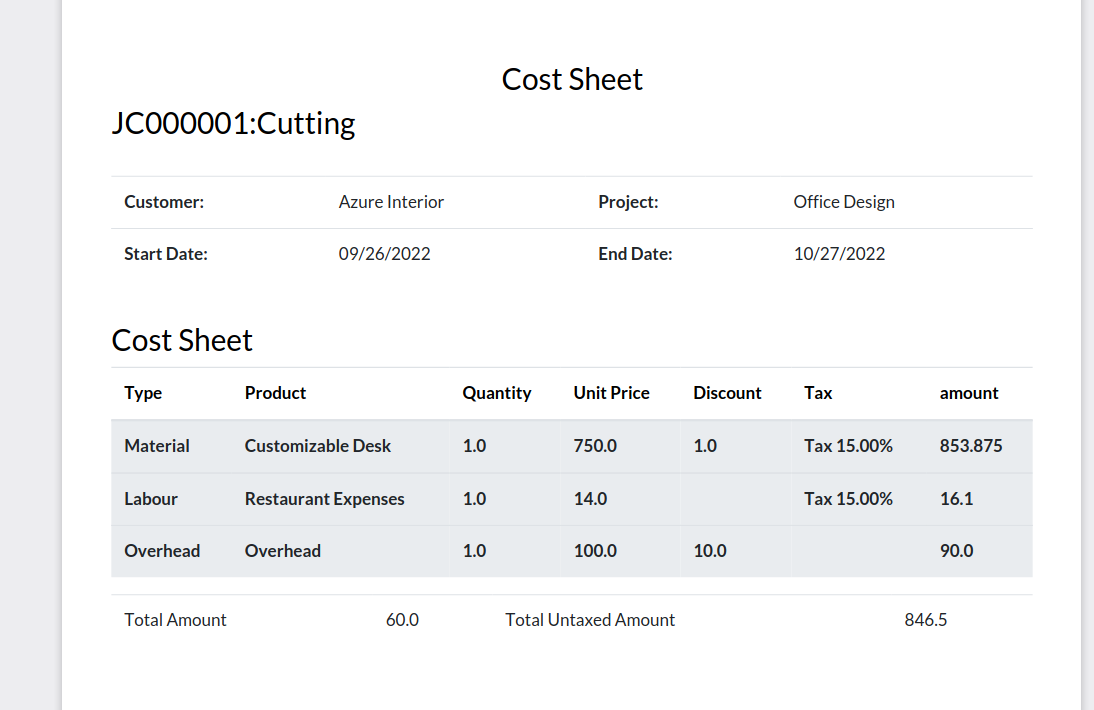 Cost Sheet
JC000001:Cutting
Customer: Azure Interior Project: Office Design
Start Date: 09/26/2022 End Date: 10/27/2022
Cost Sheet
Type Product Quantity Unit Price Discount Tax amount
Material Customizable Desk 1.0 750.0 1.0 Tax 15.00% 853.875
Labour Restaurant Expenses 1.0 14.0 Tax 15.00% 16.1
Overhead Overhead 1.0 100.0 10.0 90.0
Total Amount 60.0 Total Untaxed Amount 846.5